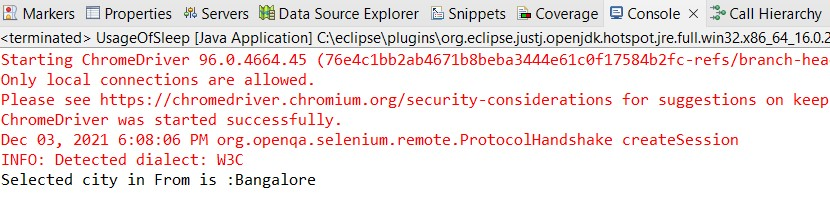 Markers Properties Servers Data Source Explorer Snippets Coverage Console Call Hierarchy
<terminated> UsageOfSleep [Java Application] C:\eclipse\plugins\org.eclipse.justj.openjdk.hotspot.jre.full.win32.x86_64_16.0.2
Starting ChromeDriver 96.0.4664.45 (76e4c1bb2ab4671b8beba3444e61c0f17584b2fc-refs/branch-hea
Only local connections are allowed.
Please see https://chromedriver.chromium.org/security-considerations for suggestions on keep
ChromeDriver was started successfully.
Dec 03, 2021 6:08:06 PM org.openqa.selenium.remote.ProtocolHandshake createSession
INFO: Detected dialect: W3C
Selected city in From is :Bangalore